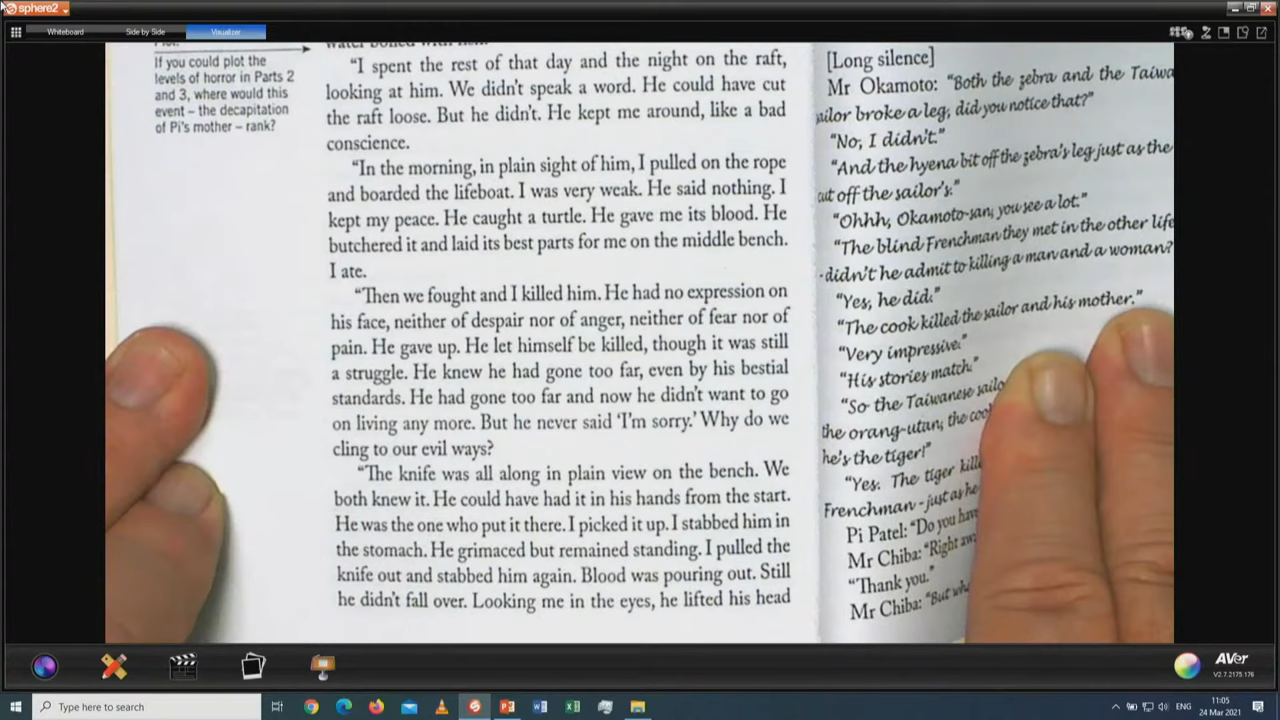 sphere2
Whiteboard
Side by Side
Visualizer
If you could plot the
levels of horror in Parts 2
and 3, where would this
event – the decapitation
of Pi's mother – rank?
“I spent the rest of that day and the night on the raft,
looking at him. We didn't speak a word. He could have cut
the raft loose. But he didn't. He kept me around, like a bad
conscience.
“In the morning, in plain sight of him, I pulled on the rope
and boarded the lifeboat. I was very weak. He said nothing. I
kept my peace. He caught a turtle. He gave me its blood. He
butchered it and laid its best parts for me on the middle bench.
I ate.
“Then we fought and I killed him. He had no expression on
his face, neither of despair nor of anger, neither of fear nor of
pain. He gave up. He let himself be killed, though it was still
a struggle. He knew he had gone too far, even by his bestial
standards. He had gone too far and now he didn't want to go
on living any more. But he never said ‘I'm sorry.’ Why do we
cling to our evil ways?
“The knife was all along in plain view on the bench. We
both knew it. He could have had it in his hands from the start.
He was the one who put it there. I picked it up. I stabbed him in
the stomach. He grimaced but remained standing. I pulled the
knife out and stabbed him again. Blood was pouring out. Still
he didn't fall over. Looking me in the eyes, he lifted his head
[Long silence]
Mr Okamoto: “Both the zebra and the Taiwa
ailor broke a leg, did you notice that?”
“No, I didn't.”
“And the hyena bit off the zebra's leg just as the
cut off the sailor's.”
“Ohhh, Okamoto-san, you see a lot.”
“The blind Frenchman they met in the other life
- didn't he admit to killing a man and a woman?
“Yes, he did.”
“The cook killed the sailor and his mother.”
“Very impressive.”
“His stories match.”
“So the Taiwanese sailo
the orang-utan, the coo
he's the tiger!”
“Yes. The tiger kill
Frenchman - just as he
Pi Patel: “Do you have
Mr Chiba: “Right aw
“Thank you.”
Mr Chiba: “But wh
AVer
V2.7.2175.176
Type here to search
ENG
11:05
24 Mar 2021